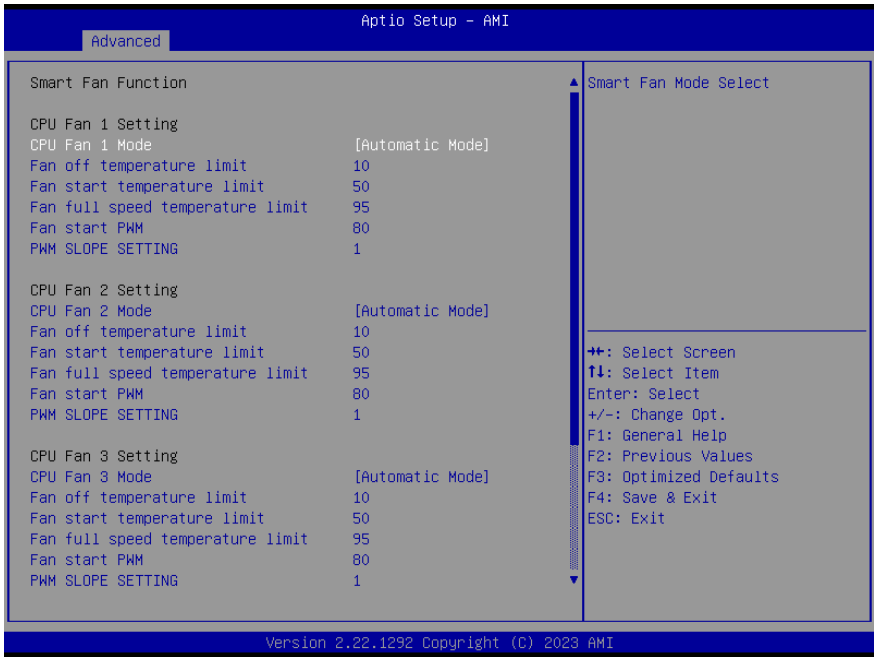 Aptio Setup – AMI
Advanced
Smart Fan Function
CPU Fan 1 Setting
CPU Fan 1 Mode [Automatic Mode]
Fan off temperature limit 10
Fan start temperature limit 50
Fan full speed temperature limit 95
Fan start PWM 80
PWM SLOPE SETTING 1
CPU Fan 2 Setting
CPU Fan 2 Mode [Automatic Mode]
Fan off temperature limit 10
Fan start temperature limit 50
Fan full speed temperature limit 95
Fan start PWM 80
PWM SLOPE SETTING 1
CPU Fan 3 Setting
CPU Fan 3 Mode [Automatic Mode]
Fan off temperature limit 10
Fan start temperature limit 50
Fan full speed temperature limit 95
Fan start PWM 80
PWM SLOPE SETTING 1
Smart Fan Mode Select
→←: Select Screen
↑↓: Select Item
Enter: Select
+/-: Change Opt.
F1: General Help
F2: Previous Values
F3: Optimized Defaults
F4: Save & Exit
ESC: Exit
Version 2.22.1292 Copyright (C) 2023 AMI